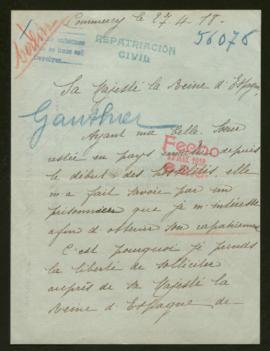 Commercy le 27-4-18.
56076
REPATRIACIÓN
CIVIL
Sa Majesté la Reine d'Espagne
Gauthier
Ayant ma belle-sœur
restée en pays envahi depuis
le début des hostilités, elle
m'a fait savoir par un
prisonnier que je m'intéresse
afin d'obtenir son rapatriement
Fecho
C'est pourquoi je prends
la liberté de solliciter
auprès de Sa Majesté la
Reine d'Espagne de